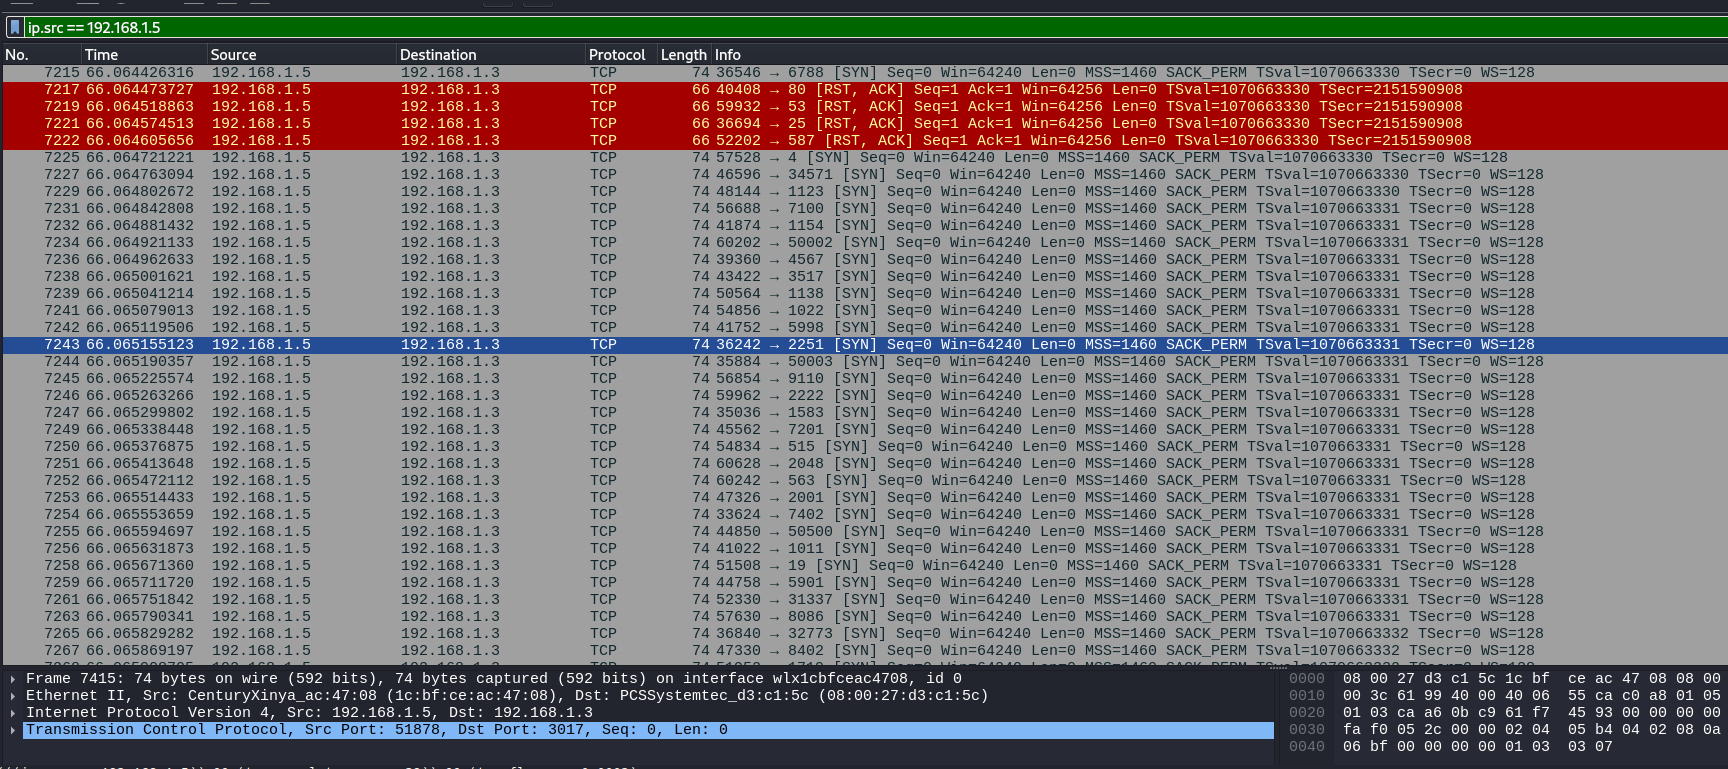 ip.src == 192.168.1.5
No. Time Source Destination Protocol Length Info
7215 66.064426316 192.168.1.5 192.168.1.3 TCP 74 36546 → 6788 [SYN] Seq=0 Win=64240 Len=0 MSS=1460 SACK_PERM TSval=1070663330 TSecr=0 WS=128
7217 66.064473727 192.168.1.5 192.168.1.3 TCP 66 40408 → 80 [RST, ACK] Seq=1 Ack=1 Win=64256 Len=0 TSval=1070663330 TSecr=2151590908
7219 66.064518863 192.168.1.5 192.168.1.3 TCP 66 59932 → 53 [RST, ACK] Seq=1 Ack=1 Win=64256 Len=0 TSval=1070663330 TSecr=2151590908
7221 66.064574513 192.168.1.5 192.168.1.3 TCP 66 36694 → 25 [RST, ACK] Seq=1 Ack=1 Win=64256 Len=0 TSval=1070663330 TSecr=2151590908
7222 66.064605656 192.168.1.5 192.168.1.3 TCP 66 52202 → 587 [RST, ACK] Seq=1 Ack=1 Win=64256 Len=0 TSval=1070663330 TSecr=2151590908
7225 66.064721221 192.168.1.5 192.168.1.3 TCP 74 57528 → 4 [SYN] Seq=0 Win=64240 Len=0 MSS=1460 SACK_PERM TSval=1070663330 TSecr=0 WS=128
7227 66.064763094 192.168.1.5 192.168.1.3 TCP 74 46596 → 34571 [SYN] Seq=0 Win=64240 Len=0 MSS=1460 SACK_PERM TSval=1070663330 TSecr=0 WS=128
7229 66.064802672 192.168.1.5 192.168.1.3 TCP 74 48144 → 1123 [SYN] Seq=0 Win=64240 Len=0 MSS=1460 SACK_PERM TSval=1070663330 TSecr=0 WS=128
7231 66.064842808 192.168.1.5 192.168.1.3 TCP 74 56688 → 7100 [SYN] Seq=0 Win=64240 Len=0 MSS=1460 SACK_PERM TSval=1070663331 TSecr=0 WS=128
7232 66.064881432 192.168.1.5 192.168.1.3 TCP 74 41874 → 1154 [SYN] Seq=0 Win=64240 Len=0 MSS=1460 SACK_PERM TSval=1070663331 TSecr=0 WS=128
7234 66.064921133 192.168.1.5 192.168.1.3 TCP 74 60202 → 50002 [SYN] Seq=0 Win=64240 Len=0 MSS=1460 SACK_PERM TSval=1070663331 TSecr=0 WS=128
7236 66.064962633 192.168.1.5 192.168.1.3 TCP 74 39360 → 4567 [SYN] Seq=0 Win=64240 Len=0 MSS=1460 SACK_PERM TSval=1070663331 TSecr=0 WS=128
7238 66.065001621 192.168.1.5 192.168.1.3 TCP 74 43422 → 3517 [SYN] Seq=0 Win=64240 Len=0 MSS=1460 SACK_PERM TSval=1070663331 TSecr=0 WS=128
7239 66.065041214 192.168.1.5 192.168.1.3 TCP 74 50564 → 1138 [SYN] Seq=0 Win=64240 Len=0 MSS=1460 SACK_PERM TSval=1070663331 TSecr=0 WS=128
7241 66.065079013 192.168.1.5 192.168.1.3 TCP 74 54856 → 1022 [SYN] Seq=0 Win=64240 Len=0 MSS=1460 SACK_PERM TSval=1070663331 TSecr=0 WS=128
7242 66.065119506 192.168.1.5 192.168.1.3 TCP 74 41752 → 5998 [SYN] Seq=0 Win=64240 Len=0 MSS=1460 SACK_PERM TSval=1070663331 TSecr=0 WS=128
7243 66.065155123 192.168.1.5 192.168.1.3 TCP 74 36242 → 2251 [SYN] Seq=0 Win=64240 Len=0 MSS=1460 SACK_PERM TSval=1070663331 TSecr=0 WS=128
7244 66.065190357 192.168.1.5 192.168.1.3 TCP 74 35884 → 50003 [SYN] Seq=0 Win=64240 Len=0 MSS=1460 SACK_PERM TSval=1070663331 TSecr=0 WS=128
7245 66.065225574 192.168.1.5 192.168.1.3 TCP 74 56854 → 9110 [SYN] Seq=0 Win=64240 Len=0 MSS=1460 SACK_PERM TSval=1070663331 TSecr=0 WS=128
7246 66.065263266 192.168.1.5 192.168.1.3 TCP 74 59962 → 2222 [SYN] Seq=0 Win=64240 Len=0 MSS=1460 SACK_PERM TSval=1070663331 TSecr=0 WS=128
7247 66.065299802 192.168.1.5 192.168.1.3 TCP 74 35036 → 1583 [SYN] Seq=0 Win=64240 Len=0 MSS=1460 SACK_PERM TSval=1070663331 TSecr=0 WS=128
7249 66.065338448 192.168.1.5 192.168.1.3 TCP 74 45562 → 7201 [SYN] Seq=0 Win=64240 Len=0 MSS=1460 SACK_PERM TSval=1070663331 TSecr=0 WS=128
7250 66.065376875 192.168.1.5 192.168.1.3 TCP 74 54834 → 515 [SYN] Seq=0 Win=64240 Len=0 MSS=1460 SACK_PERM TSval=1070663331 TSecr=0 WS=128
7251 66.065413648 192.168.1.5 192.168.1.3 TCP 74 60628 → 2048 [SYN] Seq=0 Win=64240 Len=0 MSS=1460 SACK_PERM TSval=1070663331 TSecr=0 WS=128
7252 66.065472112 192.168.1.5 192.168.1.3 TCP 74 60242 → 563 [SYN] Seq=0 Win=64240 Len=0 MSS=1460 SACK_PERM TSval=1070663331 TSecr=0 WS=128
7253 66.065514433 192.168.1.5 192.168.1.3 TCP 74 47326 → 2001 [SYN] Seq=0 Win=64240 Len=0 MSS=1460 SACK_PERM TSval=1070663331 TSecr=0 WS=128
7254 66.065553659 192.168.1.5 192.168.1.3 TCP 74 33624 → 7402 [SYN] Seq=0 Win=64240 Len=0 MSS=1460 SACK_PERM TSval=1070663331 TSecr=0 WS=128
7255 66.065594697 192.168.1.5 192.168.1.3 TCP 74 44850 → 50500 [SYN] Seq=0 Win=64240 Len=0 MSS=1460 SACK_PERM TSval=1070663331 TSecr=0 WS=128
7256 66.065631873 192.168.1.5 192.168.1.3 TCP 74 41022 → 1011 [SYN] Seq=0 Win=64240 Len=0 MSS=1460 SACK_PERM TSval=1070663331 TSecr=0 WS=128
7258 66.065671360 192.168.1.5 192.168.1.3 TCP 74 51508 → 19 [SYN] Seq=0 Win=64240 Len=0 MSS=1460 SACK_PERM TSval=1070663331 TSecr=0 WS=128
7259 66.065711720 192.168.1.5 192.168.1.3 TCP 74 44758 → 5901 [SYN] Seq=0 Win=64240 Len=0 MSS=1460 SACK_PERM TSval=1070663331 TSecr=0 WS=128
7261 66.065751842 192.168.1.5 192.168.1.3 TCP 74 52330 → 31337 [SYN] Seq=0 Win=64240 Len=0 MSS=1460 SACK_PERM TSval=1070663331 TSecr=0 WS=128
7263 66.065790341 192.168.1.5 192.168.1.3 TCP 74 57630 → 8086 [SYN] Seq=0 Win=64240 Len=0 MSS=1460 SACK_PERM TSval=1070663331 TSecr=0 WS=128
7265 66.065829282 192.168.1.5 192.168.1.3 TCP 74 36840 → 32773 [SYN] Seq=0 Win=64240 Len=0 MSS=1460 SACK_PERM TSval=1070663332 TSecr=0 WS=128
7267 66.065869197 192.168.1.5 192.168.1.3 TCP 74 47330 → 8402 [SYN] Seq=0 Win=64240 Len=0 MSS=1460 SACK_PERM TSval=1070663332 TSecr=0 WS=128
Frame 7415: 74 bytes on wire (592 bits), 74 bytes captured (592 bits) on interface wlx1cbfceac4708, id 0
Ethernet II, Src: CenturyXinya_ac:47:08 (1c:bf:ce:ac:47:08), Dst: PCSSystemtec_d3:c1:5c (08:00:27:d3:c1:5c)
Internet Protocol Version 4, Src: 192.168.1.5, Dst: 192.168.1.3
Transmission Control Protocol, Src Port: 51878, Dst Port: 3017, Seq: 0, Len: 0
0000 08 00 27 d3 c1 5c 1c bf ce ac 47 08 08 00
0010 00 3c 61 99 40 00 40 06 55 ca c0 a8 01 05
0020 01 03 ca a6 0b c9 61 f7 45 93 00 00 00 00
0030 fa f0 05 2c 00 00 02 04 05 b4 04 02 08 0a
0040 06 bf 00 00 00 00 01 03 03 07